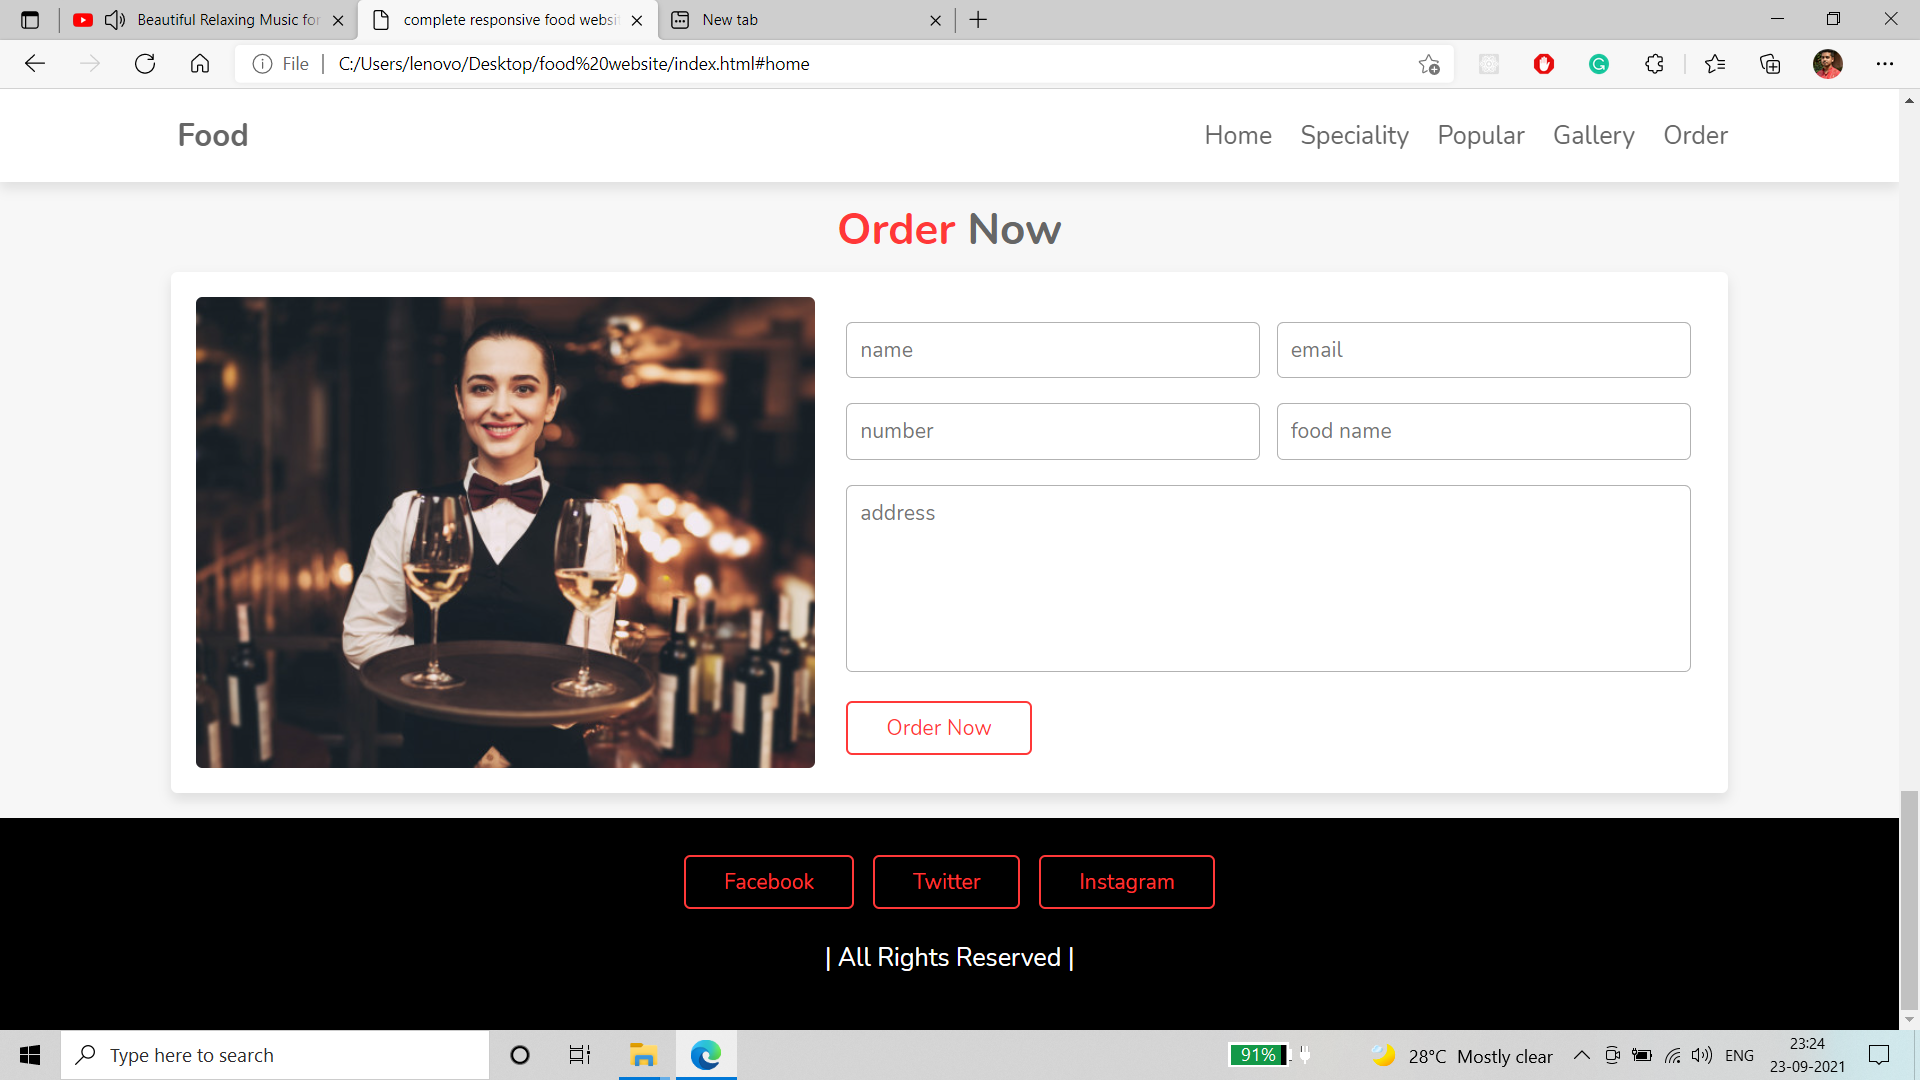 Beautiful Relaxing Music for
complete responsive food websit
New tab
File
C:/Users/lenovo/Desktop/food%20website/index.html#home
Food
Home Speciality Popular Gallery Order
Order Now
name
email
number
food name
address
Order Now
Facebook
Twitter
Instagram
| All Rights Reserved |
Type here to search
91%
28°C Mostly clear
ENG
23:24
23-09-2021